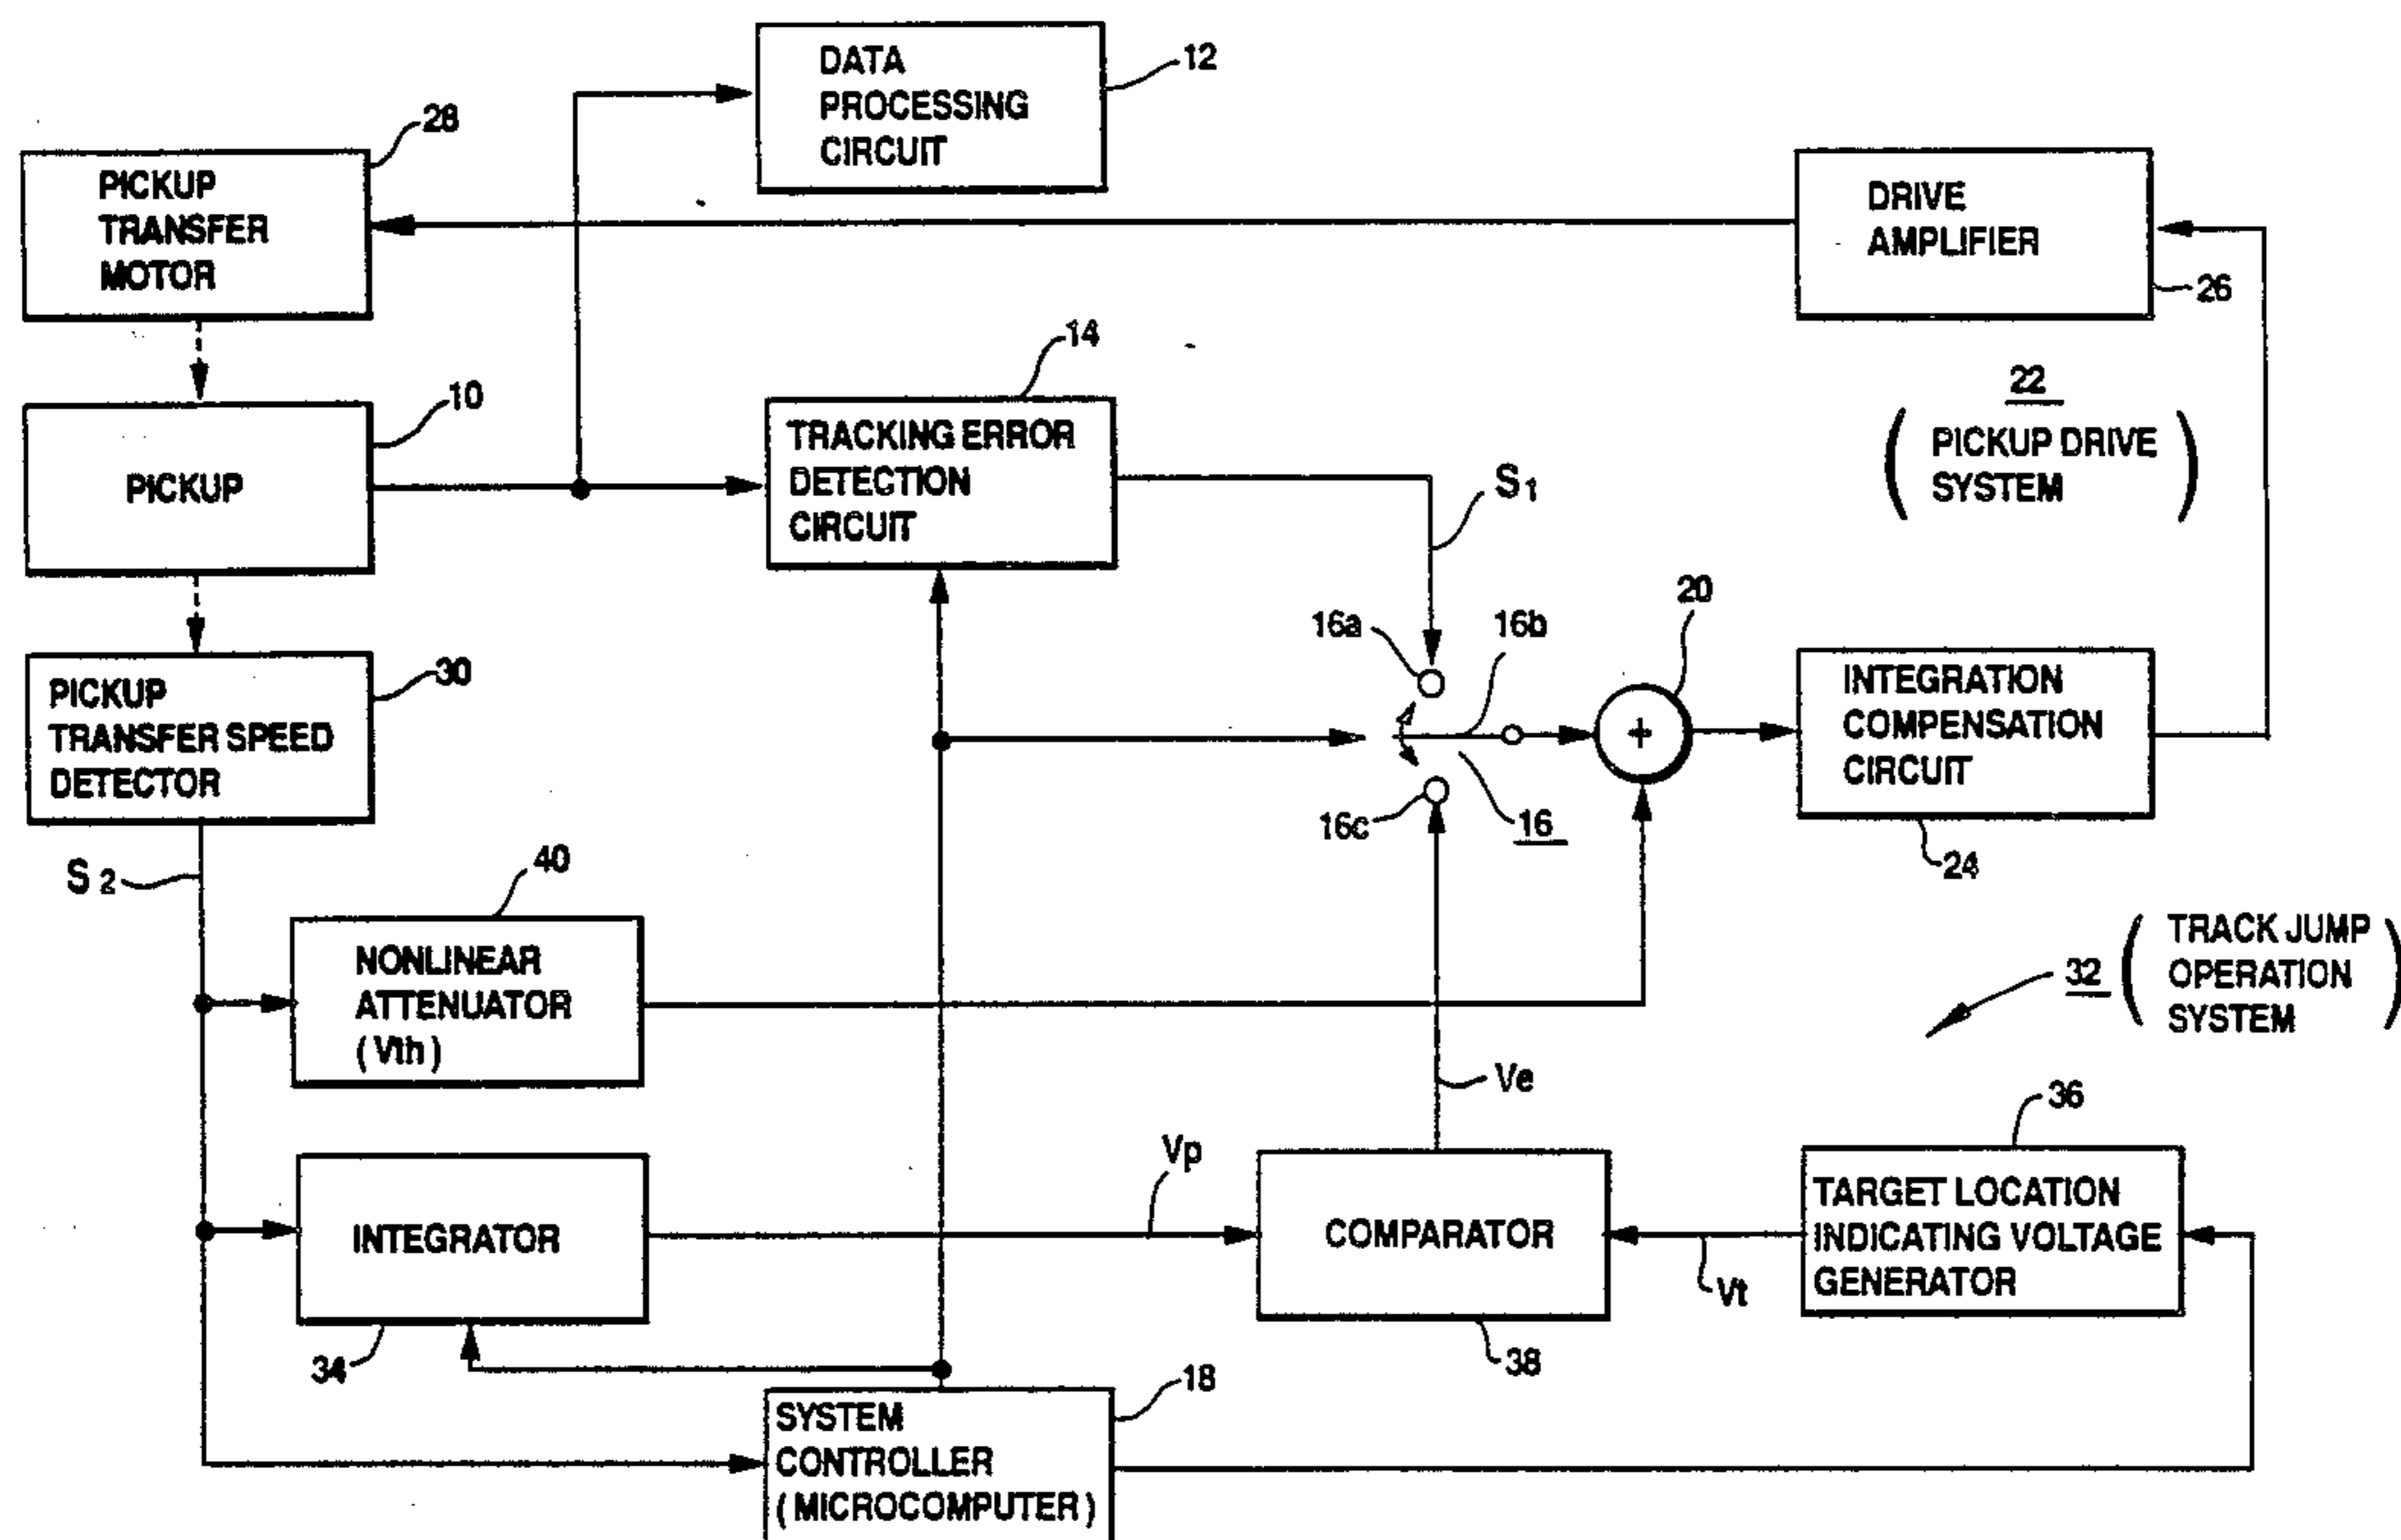 DATA
PROCESSING
CIRCUIT
12
28
PICKUP
TRANSFER
MOTOR
DRIVE
AMPLIFIER
26
14
22
( PICKUP DRIVE
SYSTEM )
10
PICKUP
TRACKING ERROR
DETECTION
CIRCUIT
S1
20
16a
16b
30
PICKUP
TRANSFER SPEED
DETECTOR
+
INTEGRATION
COMPENSATION
CIRCUIT
16c
16
24
S2
40
NONLINEAR
ATTENUATOR
(Vth)
32 ( TRACK JUMP
OPERATION
SYSTEM )
Ve
36
Vp
INTEGRATOR
COMPARATOR
TARGET LOCATION
INDICATING VOLTAGE
GENERATOR
Vt
34
38
18
SYSTEM
CONTROLLER
(MICROCOMPUTER)